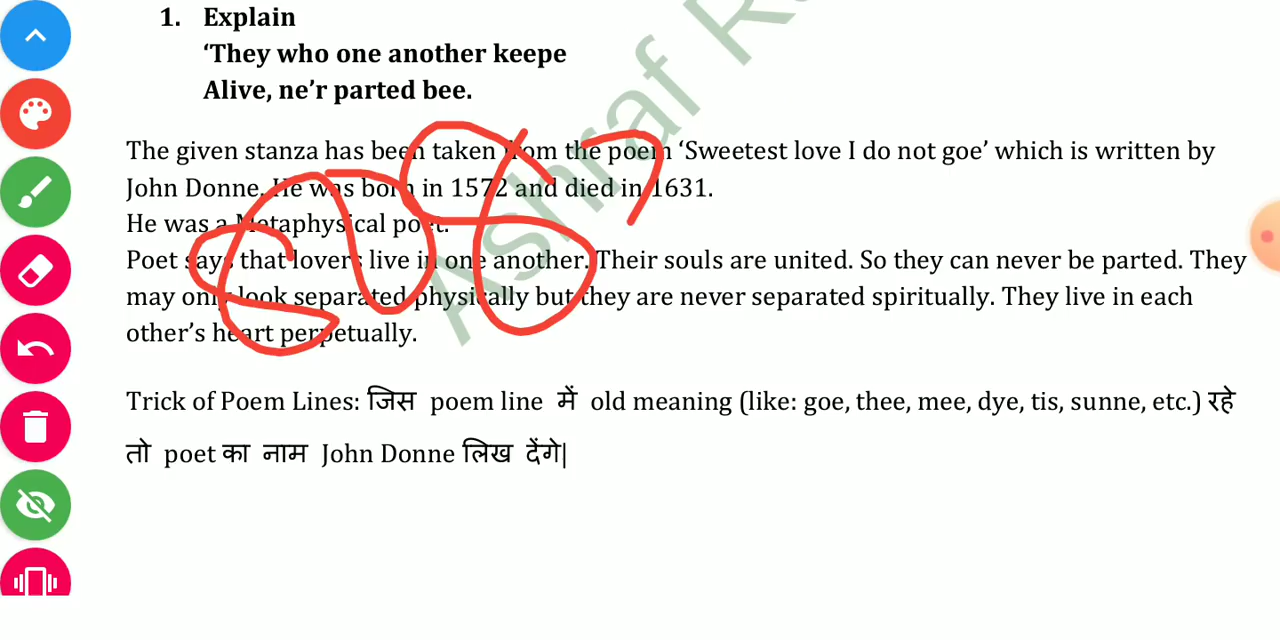 1. Explain
‘They who one another keepe
Alive, ne’r parted bee.
The given stanza has been taken from the poem ‘Sweetest love I do not goe’ which is written by
John Donne. He was born in 1572 and died in 1631.
He was a Metaphysical poet.
Poet says that lovers live in one another. Their souls are united. So they can never be parted. They
may only look separated physically but they are never separated spiritually. They live in each
other’s heart perpetually.
Trick of Poem Lines: जिस poem line में old meaning (like: goe, thee, mee, dye, tis, sunne, etc.) रहे
तो poet का नाम John Donne लिख देंगे|
Ashraf